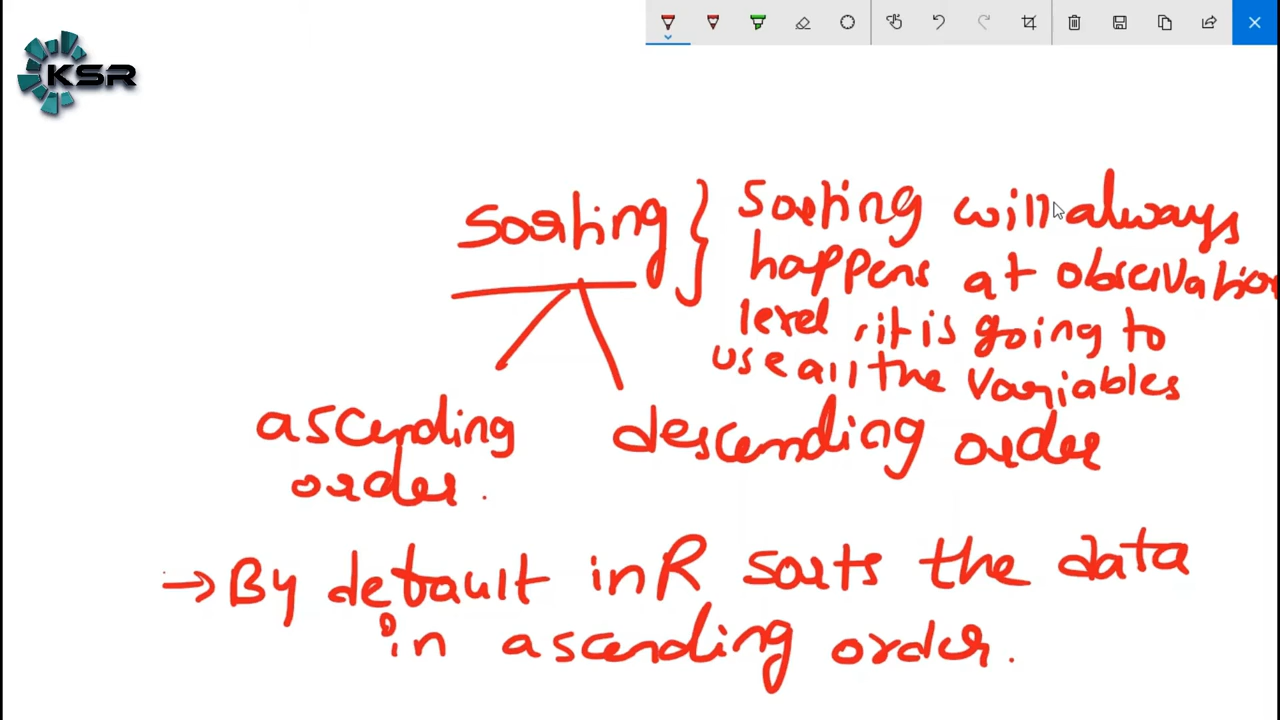 KSR
Sorting } Sorting will always
happens at observation
level, it is going to
use all the variables
ascending descending order
order.
→ By default in R sorts the data
in ascending order.